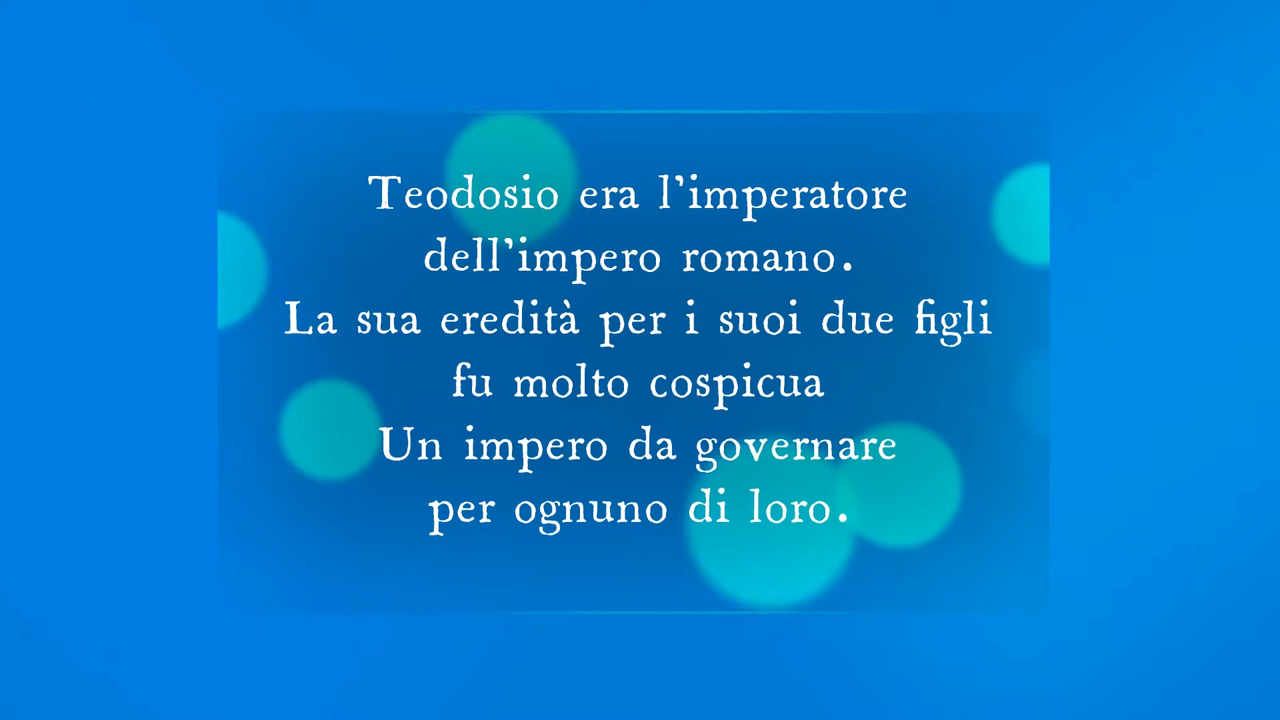 Teodosio era l’imperatore
dell’impero romano.
La sua eredità per i suoi due figli
fu molto cospicua
Un impero da governare
per ognuno di loro.